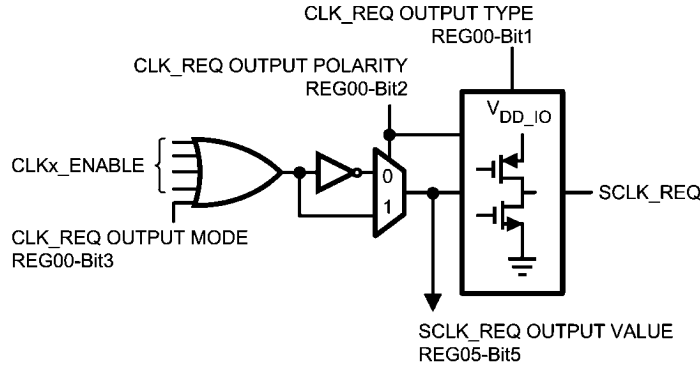 CLK_REQ OUTPUT TYPE
REG00-Bit1
CLK_REQ OUTPUT POLARITY
REG00-Bit2
VDD_IO
CLKx_ENABLE
0
1
SCLK_REQ
CLK_REQ OUTPUT MODE
REG00-Bit3
SCLK_REQ OUTPUT VALUE
REG05-Bit5